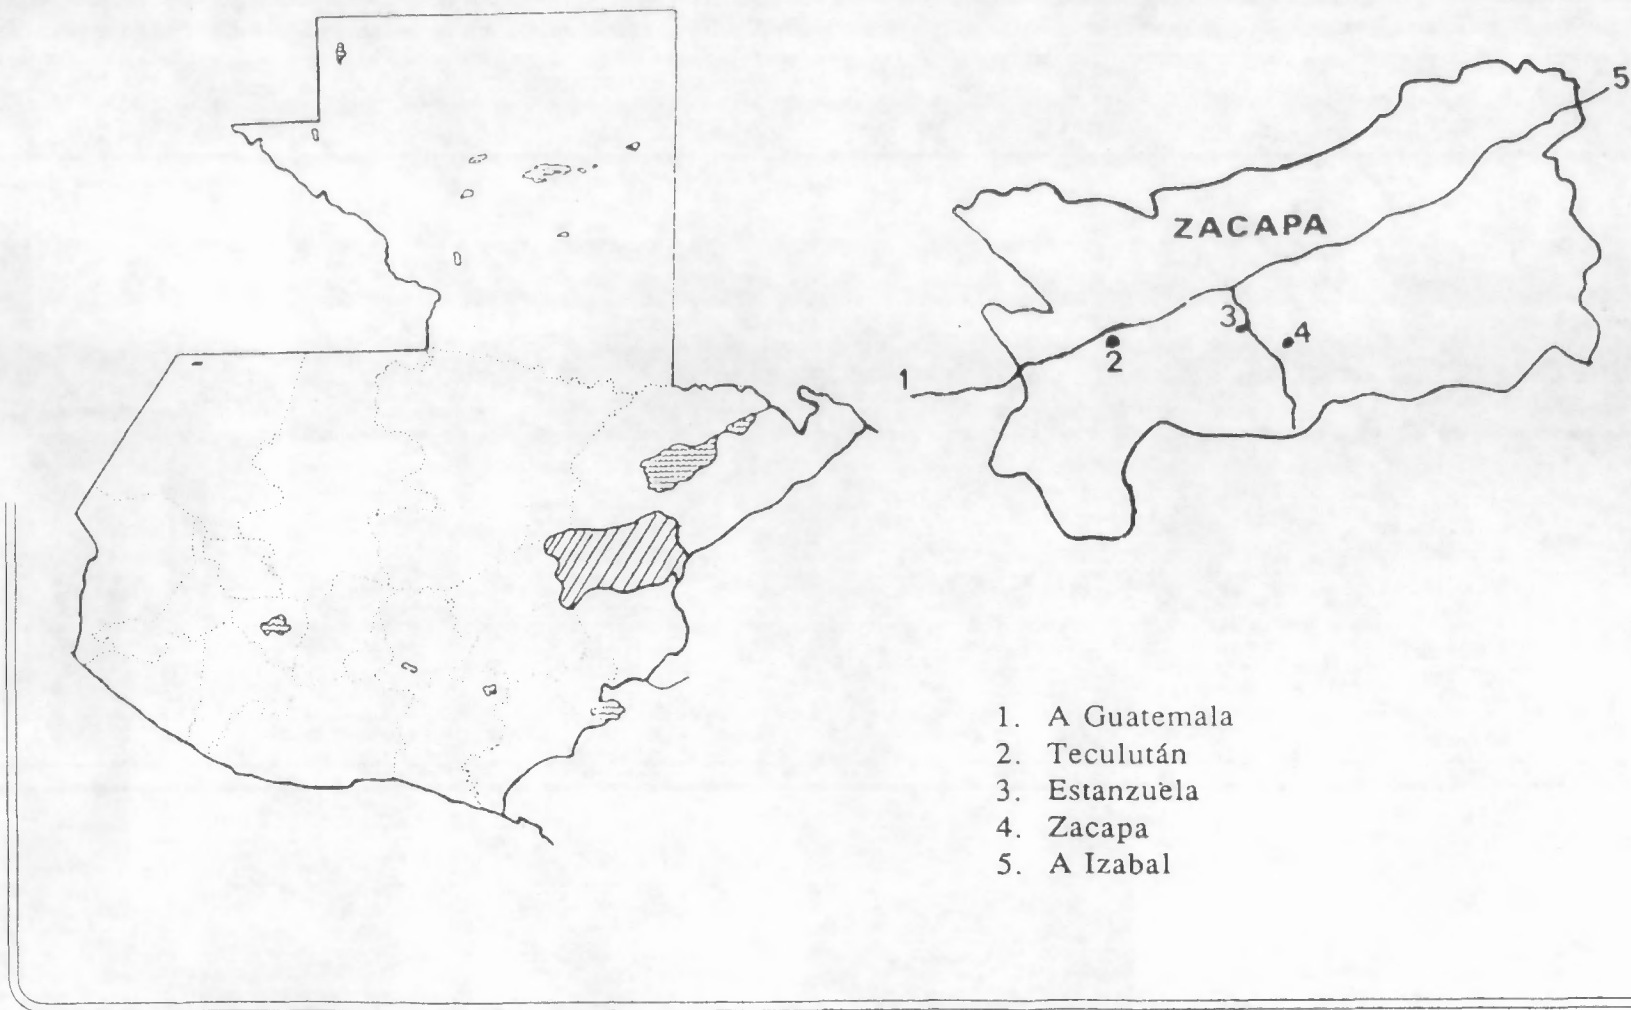 5
ZACAPA
3
4
2
1
1. A Guatemala
2. Teculután
3. Estanzuela
4. Zacapa
5. A Izabal